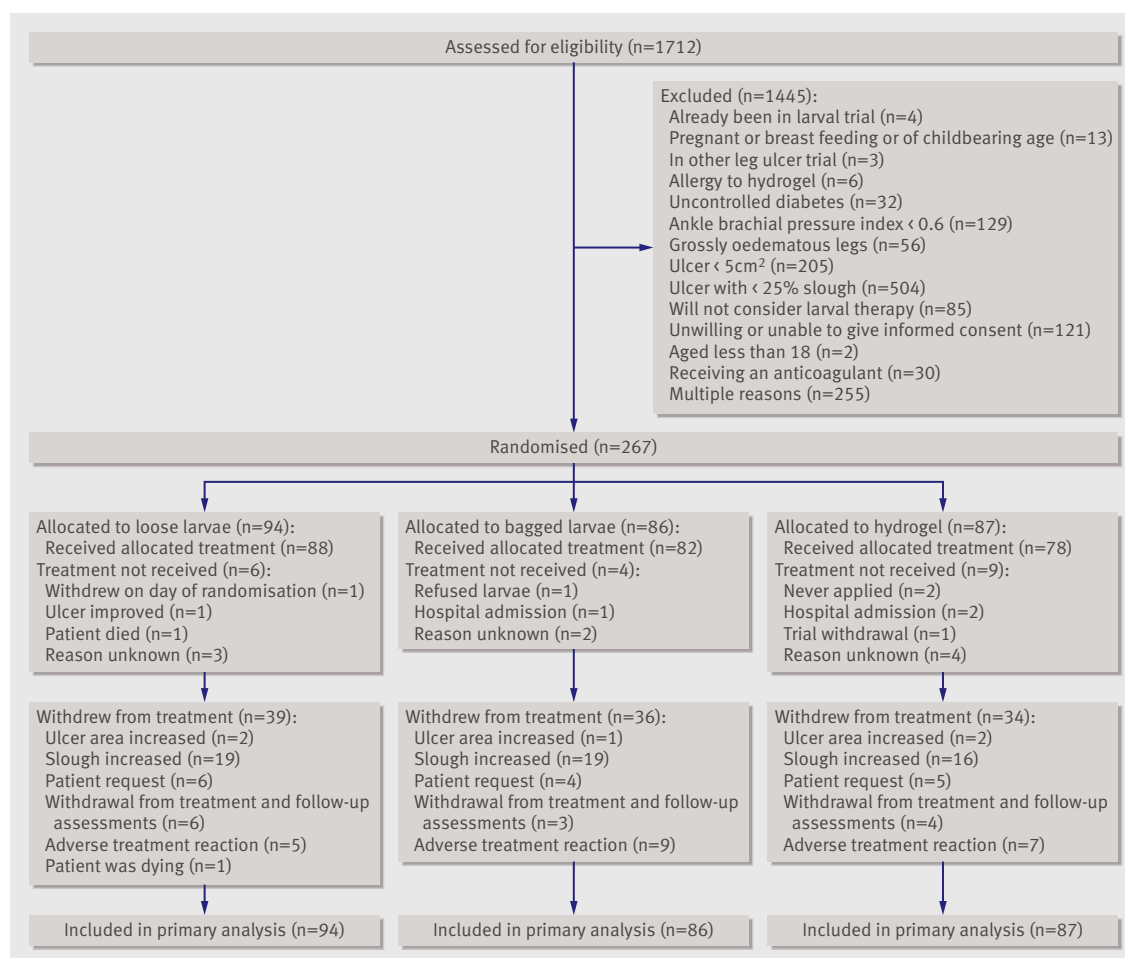 Assessed for eligibility (n=1712)
Excluded (n=1445):
Already been in larval trial (n=4)
Pregnant or breast feeding or of childbearing age (n=13)
In other leg ulcer trial (n=3)
Allergy to hydrogel (n=6)
Uncontrolled diabetes (n=32)
Ankle brachial pressure index < 0.6 (n=129)
Grossly oedematous legs (n=56)
Ulcer < 5cm² (n=205)
Ulcer with < 25% slough (n=504)
Will not consider larval therapy (n=85)
Unwilling or unable to give informed consent (n=121)
Aged less than 18 (n=2)
Receiving an anticoagulant (n=30)
Multiple reasons (n=255)
Randomised (n=267)
Allocated to loose larvae (n=94):
Received allocated treatment (n=88)
Treatment not received (n=6):
Withdrew on day of randomisation (n=1)
Ulcer improved (n=1)
Patient died (n=1)
Reason unknown (n=3)
Allocated to bagged larvae (n=86):
Received allocated treatment (n=82)
Treatment not received (n=4):
Refused larvae (n=1)
Hospital admission (n=1)
Reason unknown (n=2)
Allocated to hydrogel (n=87):
Received allocated treatment (n=78)
Treatment not received (n=9):
Never applied (n=2)
Hospital admission (n=2)
Trial withdrawal (n=1)
Reason unknown (n=4)
Withdrew from treatment (n=39):
Ulcer area increased (n=2)
Slough increased (n=19)
Patient request (n=6)
Withdrawal from treatment and follow-up
assessments (n=6)
Adverse treatment reaction (n=5)
Patient was dying (n=1)
Withdrew from treatment (n=36):
Ulcer area increased (n=1)
Slough increased (n=19)
Patient request (n=4)
Withdrawal from treatment and follow-up
assessments (n=3)
Adverse treatment reaction (n=9)
Withdrew from treatment (n=34):
Ulcer area increased (n=2)
Slough increased (n=16)
Patient request (n=5)
Withdrawal from treatment and follow-up
assessments (n=4)
Adverse treatment reaction (n=7)
Included in primary analysis (n=94)
Included in primary analysis (n=86)
Included in primary analysis (n=87)